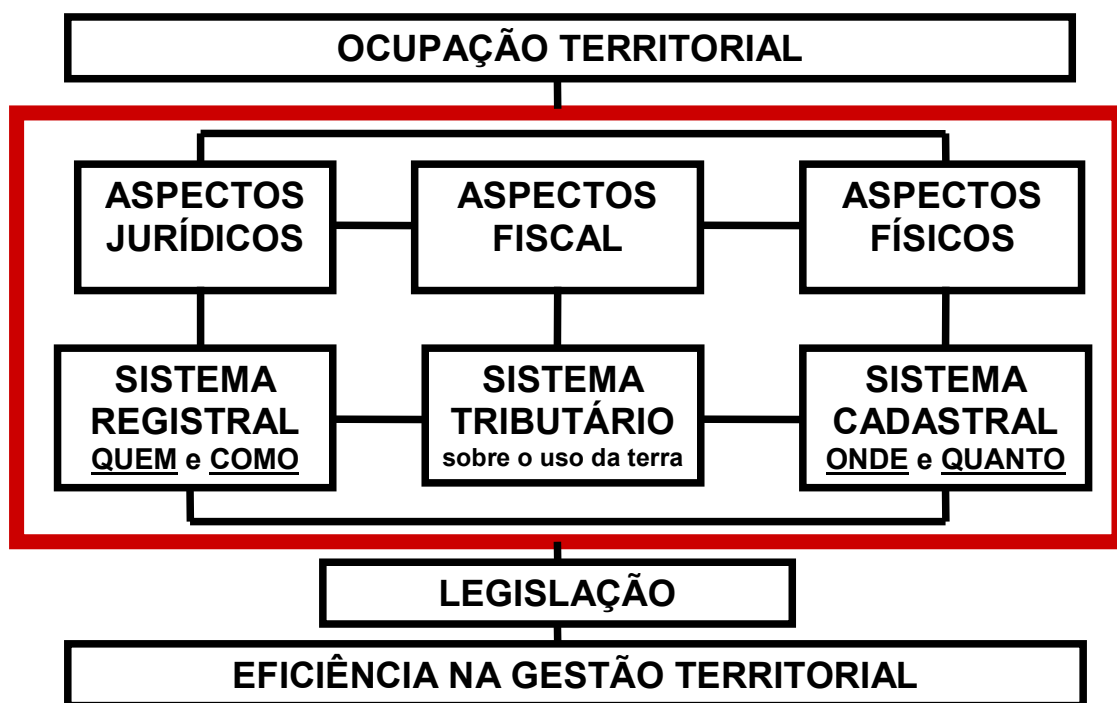 OCUPAÇÃO TERRITORIAL
ASPECTOS
JURÍDICOS
ASPECTOS
FISCAL
ASPECTOS
FÍSICOS
SISTEMA
REGISTRAL
QUEM e COMO
SISTEMA
TRIBUTÁRIO
sobre o uso da terra
SISTEMA
CADASTRAL
ONDE e QUANTO
LEGISLAÇÃO
EFICIÊNCIA NA GESTÃO TERRITORIAL